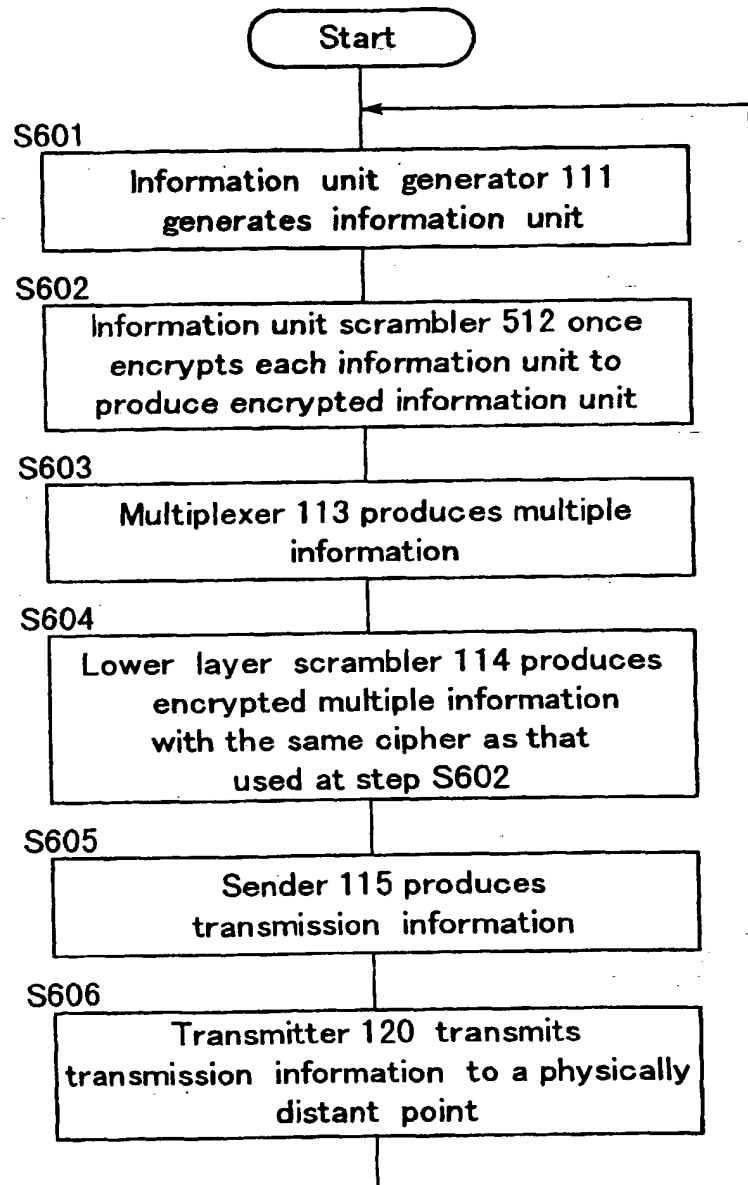 Start
S601
Information unit generator 111
generates information unit
S602
Information unit scrambler 512 once
encrypts each information unit to
produce encrypted information unit
S603
Multiplexer 113 produces multiple
information
S604
Lower layer scrambler 114 produces
encrypted multiple information
with the same cipher as that
used at step S602
S605
Sender 115 produces
transmission information
S606
Transmitter 120 transmits
transmission information to a physically
distant point